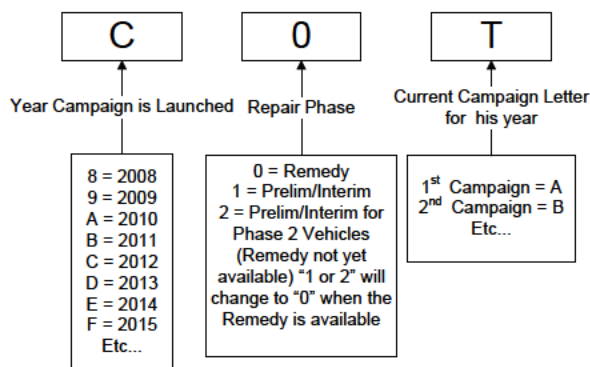 C
0
T
Year Campaign is Launched
Repair Phase
Current Campaign Letter
for his year
8 = 2008
9 = 2009
A = 2010
B = 2011
C = 2012
D = 2013
E = 2014
F = 2015
Etc...
0 = Remedy
1 = Prelim/Interim
2 = Prelim/Interim for
Phase 2 Vehicles
(Remedy not yet
available) “1 or 2” will
change to “0” when the
Remedy is available
1st Campaign = A
2nd Campaign = B
Etc...